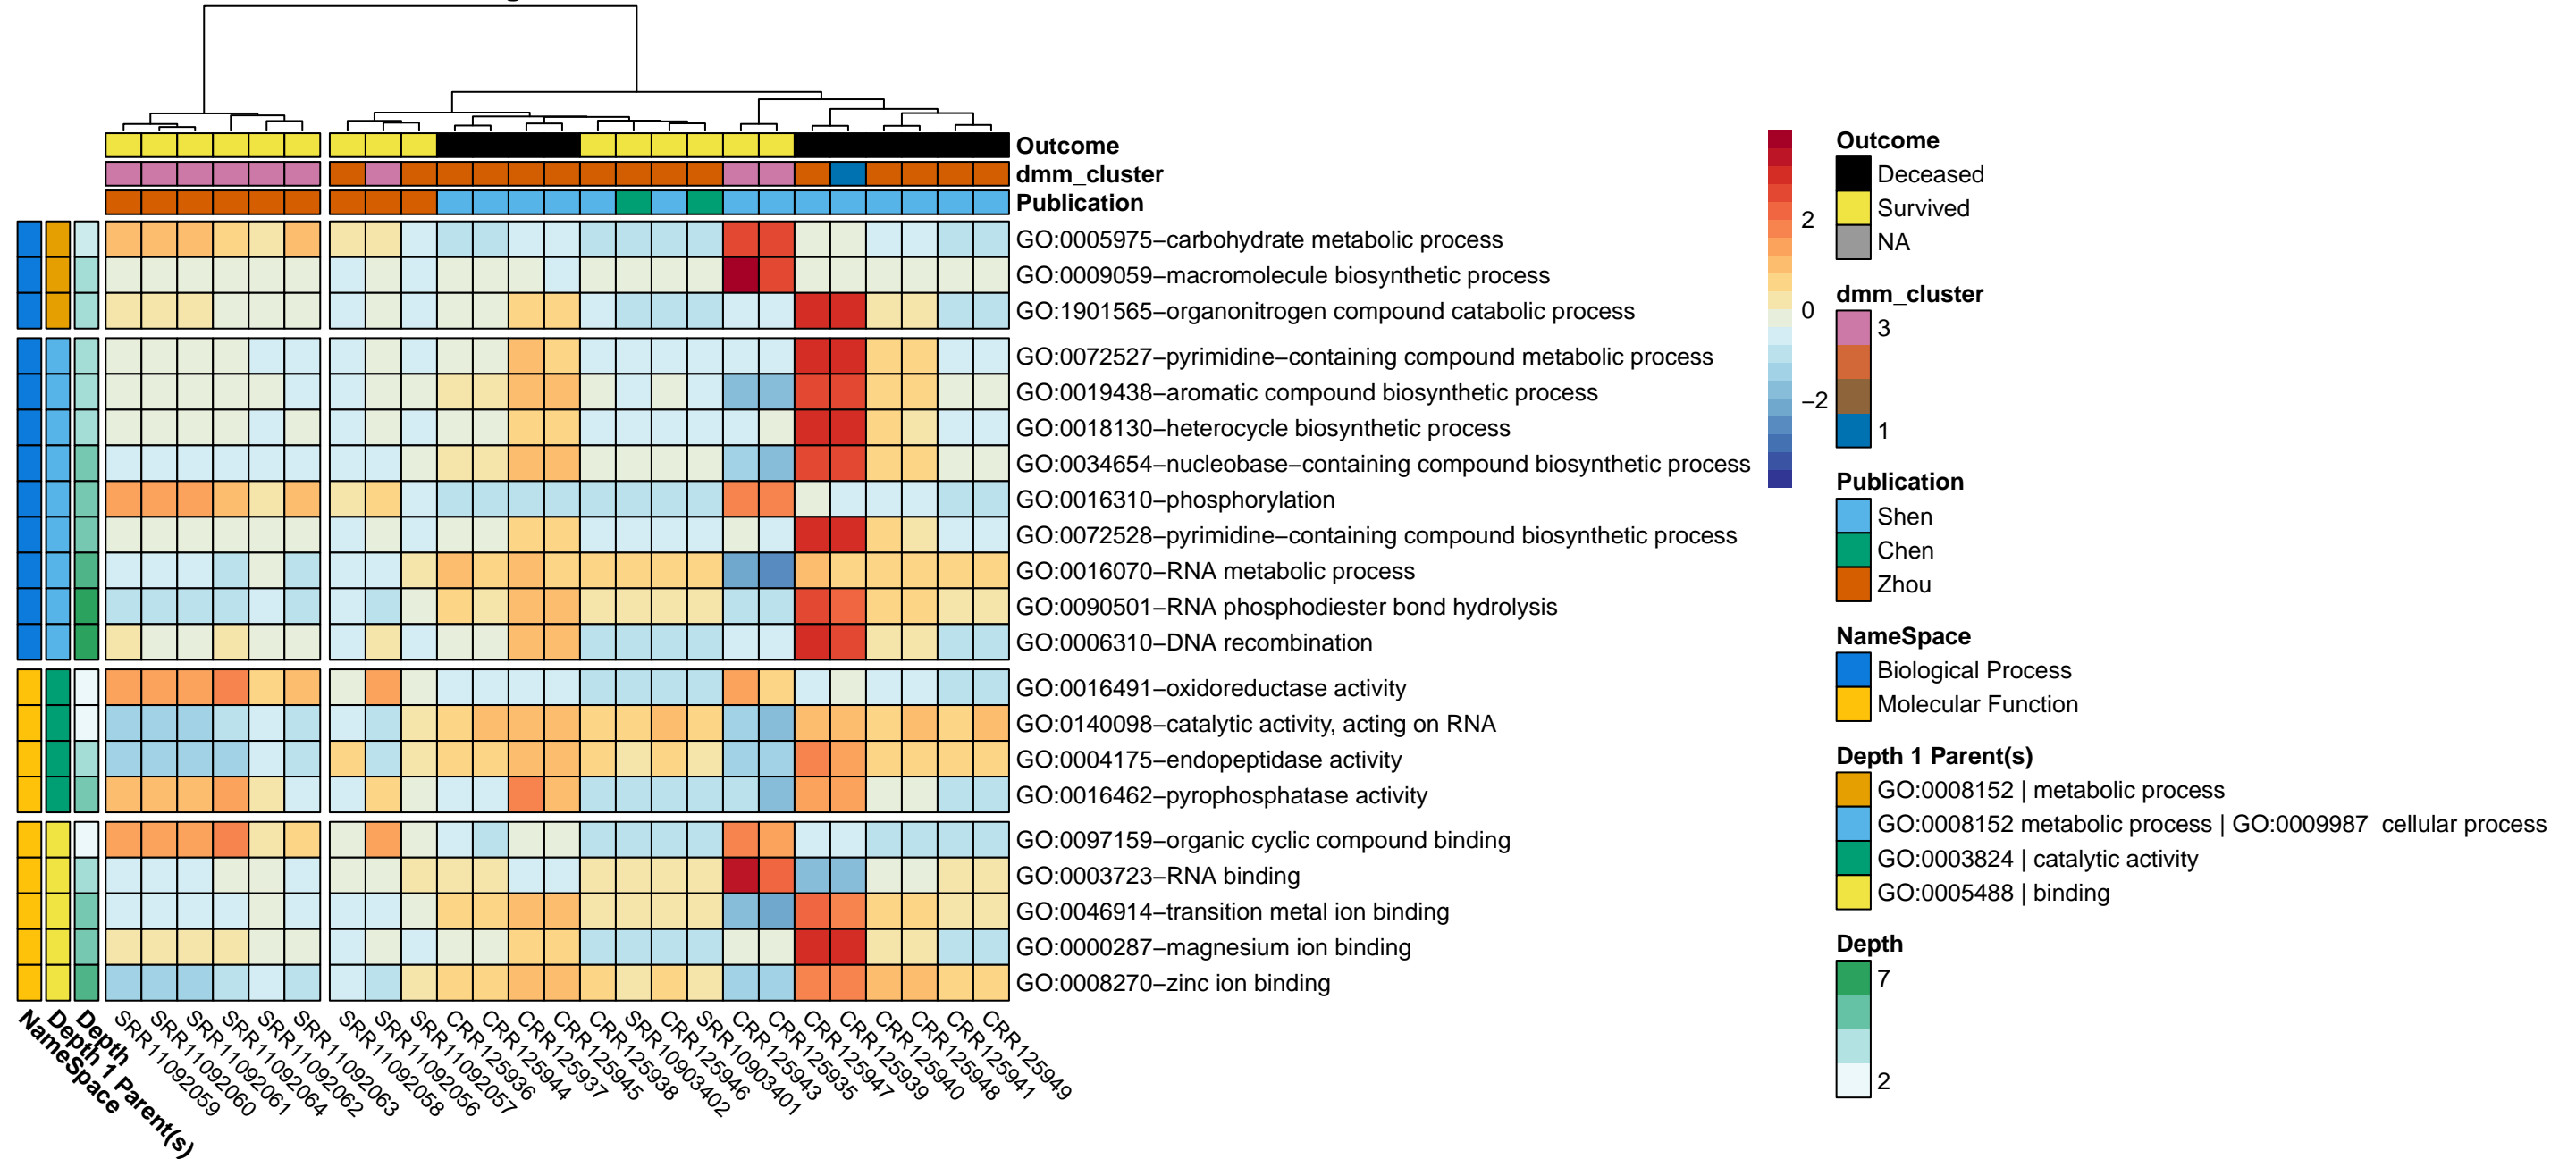 Outcome
dmm_cluster
Publication
GO:0005975−carbohydrate metabolic process
GO:0009059−macromolecule biosynthetic process
GO:1901565−organonitrogen compound catabolic process
GO:0072527−pyrimidine−containing compound metabolic process
GO:0019438−aromatic compound biosynthetic process
GO:0018130−heterocycle biosynthetic process
GO:0034654−nucleobase−containing compound biosynthetic process
GO:0016310−phosphorylation
GO:0072528−pyrimidine−containing compound biosynthetic process
GO:0016070−RNA metabolic process
GO:0090501−RNA phosphodiester bond hydrolysis
GO:0006310−DNA recombination
GO:0016491−oxidoreductase activity
GO:0140098−catalytic activity, acting on RNA
GO:0004175−endopeptidase activity
GO:0016462−pyrophosphatase activity
GO:0097159−organic cyclic compound binding
GO:0003723−RNA binding
GO:0046914−transition metal ion binding
GO:0000287−magnesium ion binding
GO:0008270−zinc ion binding
NameSpace
Depth 1 Parent(s)
Depth
SRR11092059
SRR11092060
SRR11092061
SRR11092064
SRR11092062
SRR11092063
SRR11092058
SRR11092056
SRR11092057
CRR125936
CRR125944
CRR125937
CRR125945
CRR125938
SRR10903402
CRR125946
SRR10903401
CRR125943
CRR125935
CRR125947
CRR125939
CRR125940
CRR125948
CRR125941
CRR125949
2
0
−2
Outcome
Deceased
Survived
NA
dmm_cluster
3
1
Publication
Shen
Chen
Zhou
NameSpace
Biological Process
Molecular Function
Depth 1 Parent(s)
GO:0008152 | metabolic process
GO:0008152 metabolic process | GO:0009987 cellular process
GO:0003824 | catalytic activity
GO:0005488 | binding
Depth
7
2